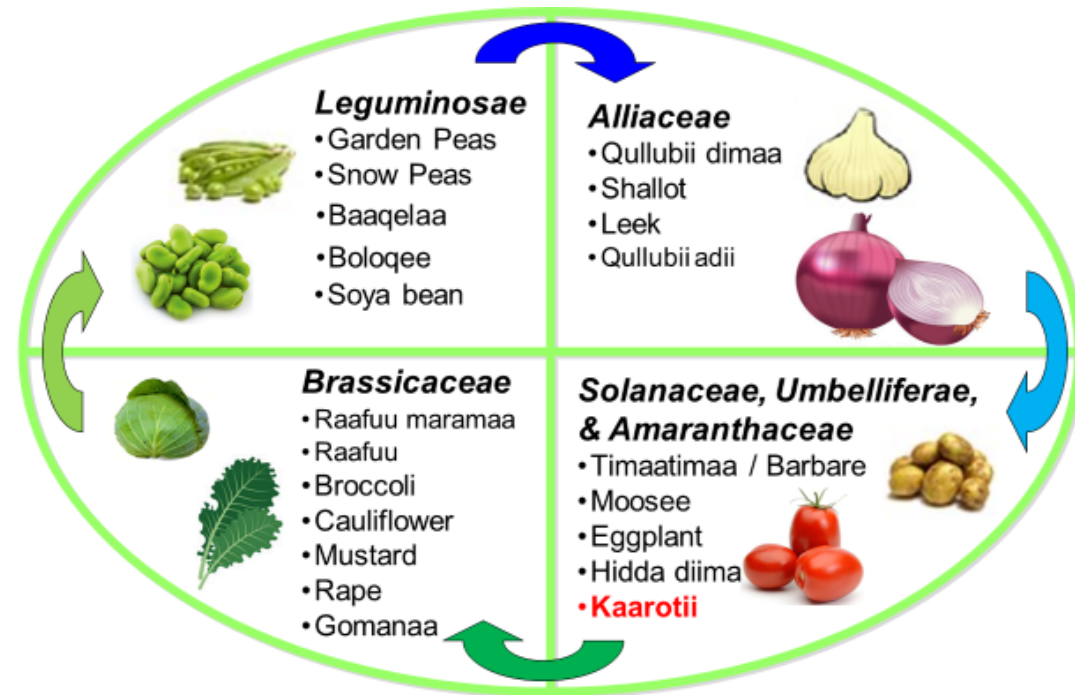 Leguminosae
•Garden Peas
•Snow Peas
•Baaqelaa
•Boloqee
•Soya bean
Alliaceae
•Qullubii dimaa
•Shallot
•Leek
•Qullubii adii
Brassicaceae
•Raafuu maramaa
•Raafuu
•Broccoli
•Cauliflower
•Mustard
•Rape
•Gomanaa
Solanaceae, Umbelliferae,
& Amaranthaceae
•Timaatimaa / Barbare
•Moosee
•Eggplant
•Hidda diima
•Kaarotii